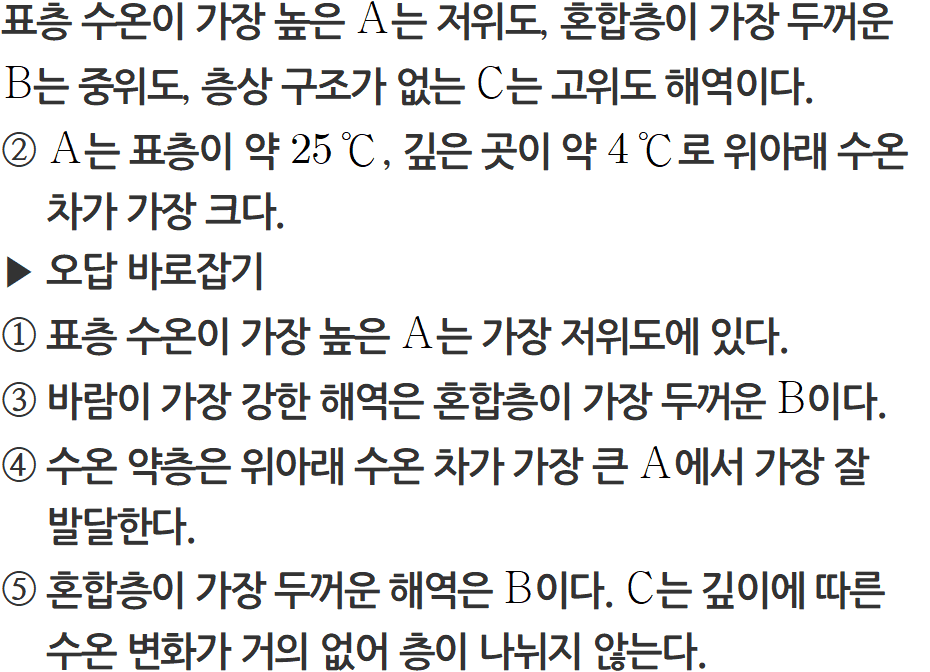 표층 수온이 가장 높은 A는 저위도, 혼합층이 가장 두꺼운
B는 중위도, 층상 구조가 없는 C는 고위도 해역이다.
② A는 표층이 약 25℃, 깊은 곳이 약 4℃로 위아래 수온
차가 가장 크다.
▶ 오답 바로잡기
① 표층 수온이 가장 높은 A는 가장 저위도에 있다.
③ 바람이 가장 강한 해역은 혼합층이 가장 두꺼운 B이다.
④ 수온 약층은 위아래 수온 차가 가장 큰 A에서 가장 잘
발달한다.
⑤ 혼합층이 가장 두꺼운 해역은 B이다. C는 깊이에 따른
수온 변화가 거의 없어 층이 나뉘지 않는다.